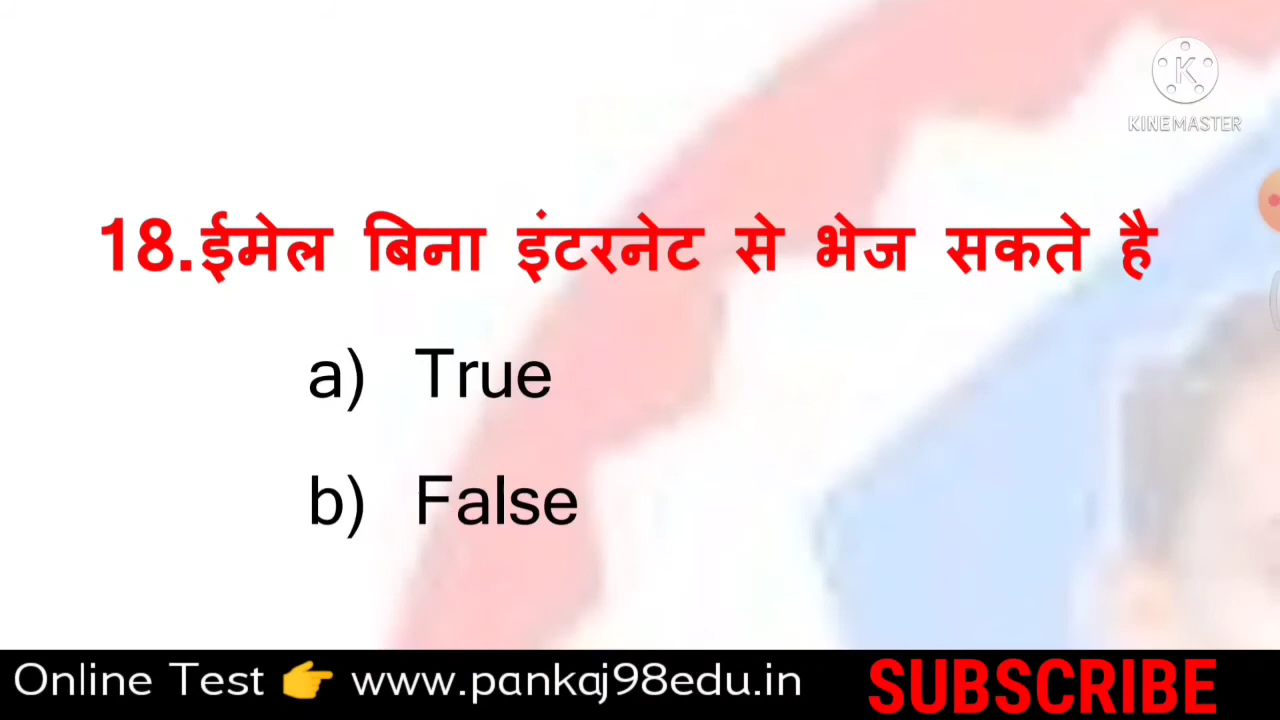 KINEMASTER
18.ईमेल बिना इंटरनेट से भेज सकते है
a) True
b) False
Online Test 👉 www.pankaj98edu.in SUBSCRIBE